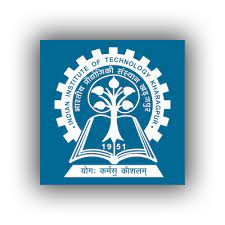 INDIAN INSTITUTE OF TECHNOLOGY KHARAGPUR
भारतीय प्रौद्योगिकी संस्थान खड़गपुर
1951
योगः कर्मसु कौशलम्